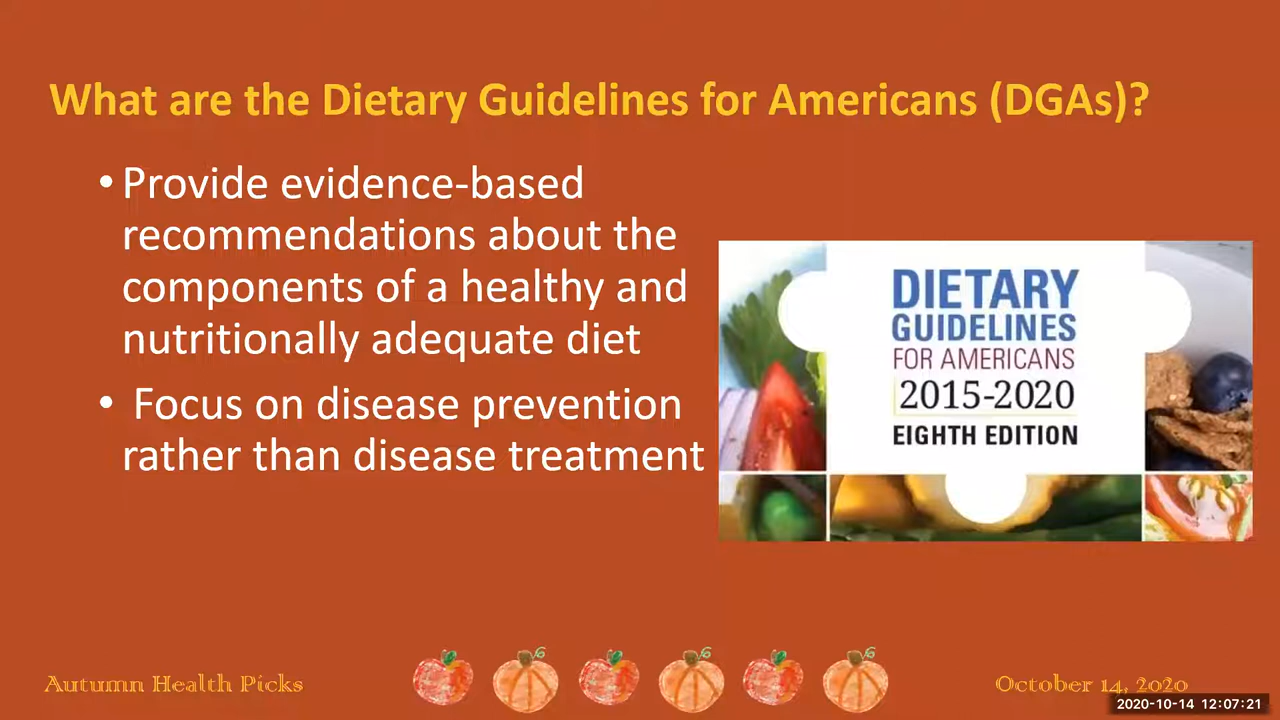 What are the Dietary Guidelines for Americans (DGAs)?
• Provide evidence-based
recommendations about the
components of a healthy and
nutritionally adequate diet
• Focus on disease prevention
rather than disease treatment
DIETARY
GUIDELINES
FOR AMERICANS
2015-2020
EIGHTH EDITION
Autumn Health Picks
October 14, 2020
2020-10-14 12:07:21